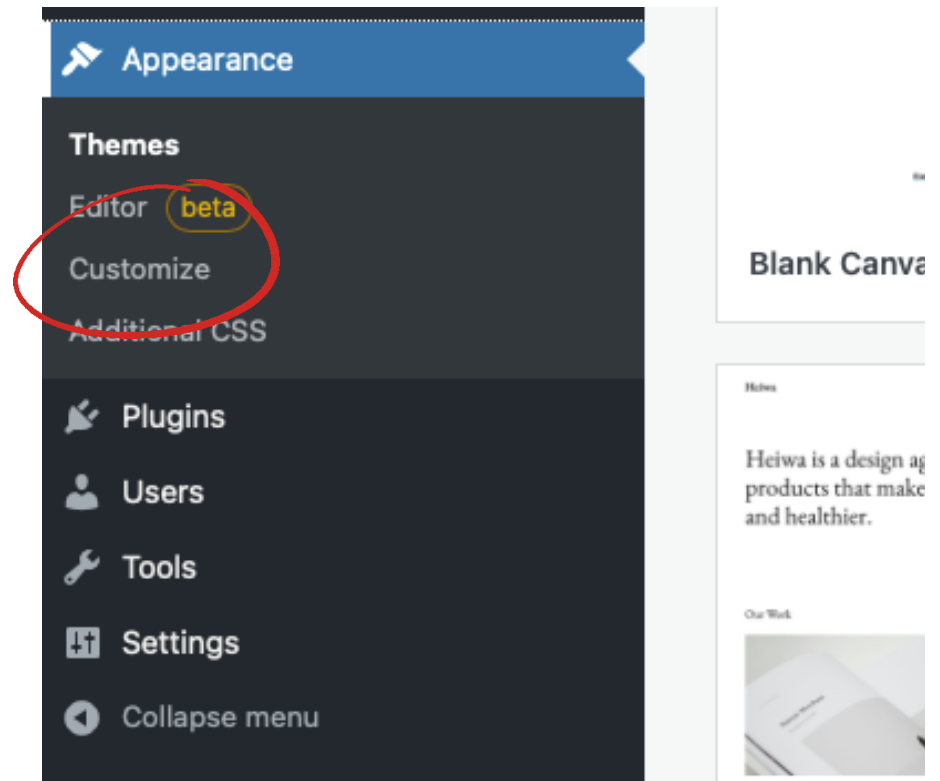 Appearance
Themes
Editor beta
Customize
Additional CSS
Plugins
Users
Tools
Settings
Collapse menu
Blank Canva
Heiwa
Heiwa is a design ag
products that make
and healthier.
Our Work